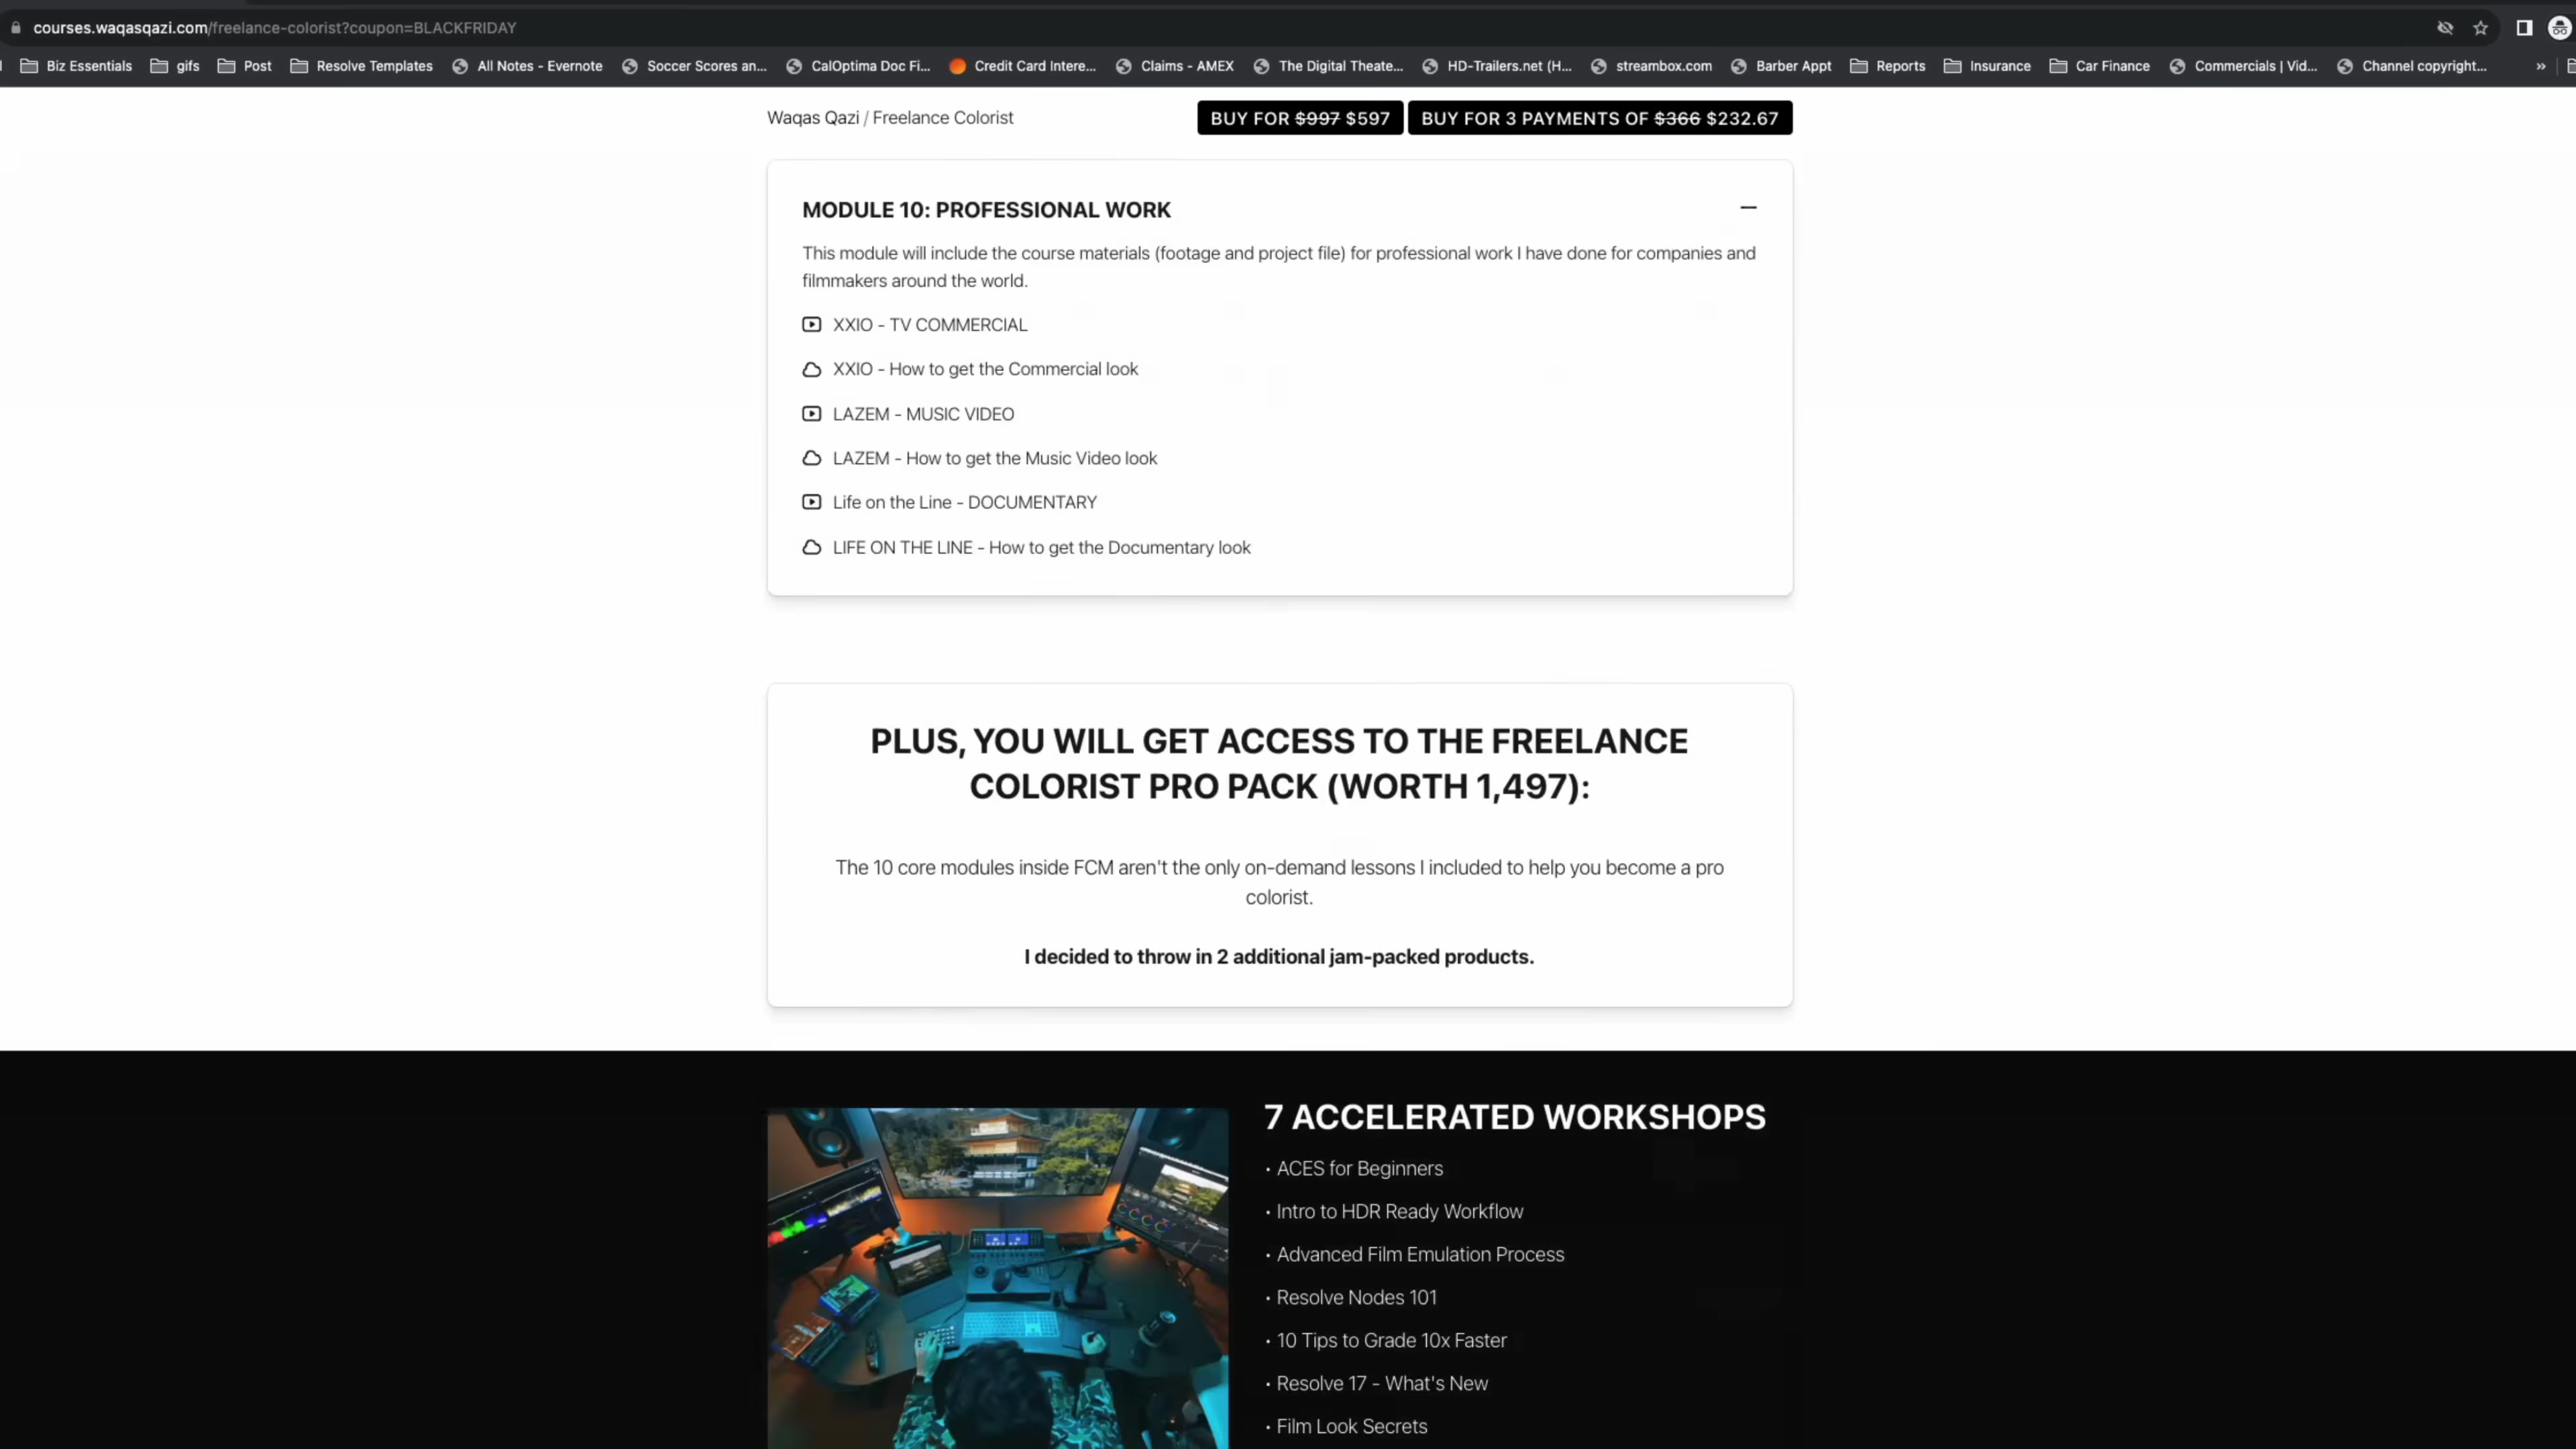 courses.waqasqazi.com/freelance-colorist?coupon=BLACKFRIDAY
Biz Essentials gifs Post Resolve Templates All Notes - Evernote Soccer Scores an... CalOptima Doc Fi... Credit Card Intere... Claims - AMEX The Digital Theate... HD-Trailers.net (H... streambox.com Barber Appt Reports Insurance Car Finance Commercials | Vid... Channel copyright... »
Waqas Qazi / Freelance Colorist BUY FOR $997 $597 BUY FOR 3 PAYMENTS OF $366 $232.67
MODULE 10: PROFESSIONAL WORK
This module will include the course materials (footage and project file) for professional work I have done for companies and
filmmakers around the world.
XXIO - TV COMMERCIAL
XXIO - How to get the Commercial look
LAZEM - MUSIC VIDEO
LAZEM - How to get the Music Video look
Life on the Line - DOCUMENTARY
LIFE ON THE LINE - How to get the Documentary look
PLUS, YOU WILL GET ACCESS TO THE FREELANCE
COLORIST PRO PACK (WORTH 1,497):
The 10 core modules inside FCM aren't the only on-demand lessons I included to help you become a pro
colorist.
I decided to throw in 2 additional jam-packed products.
7 ACCELERATED WORKSHOPS
• ACES for Beginners
• Intro to HDR Ready Workflow
• Advanced Film Emulation Process
• Resolve Nodes 101
• 10 Tips to Grade 10x Faster
• Resolve 17 - What's New
• Film Look Secrets